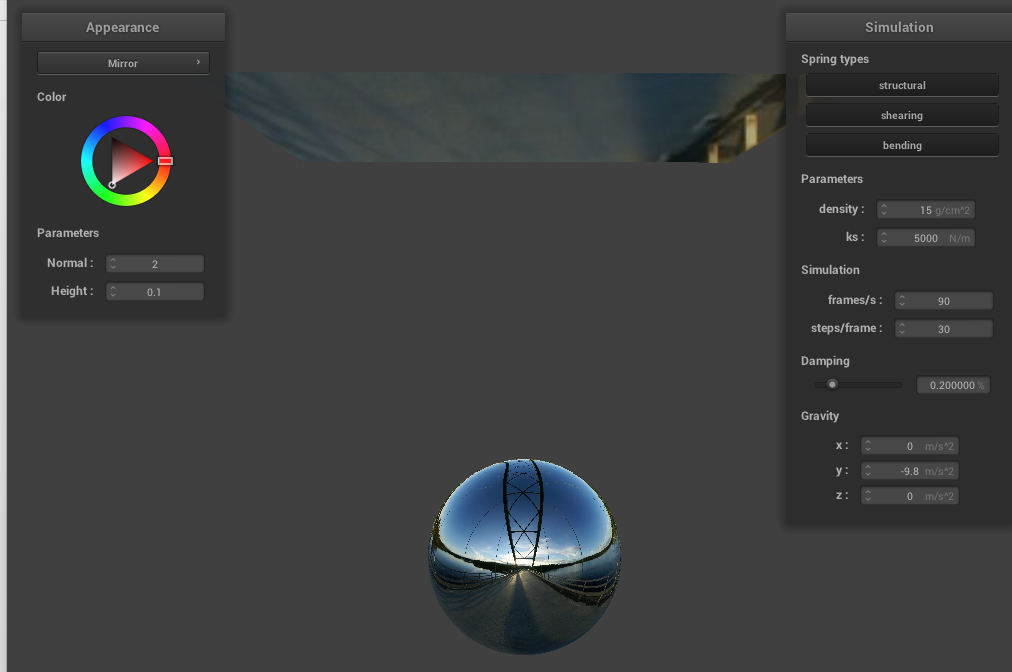 Appearance
Mirror
Color
Parameters
Normal : 2
Height : 0.1
Simulation
Spring types
structural
shearing
bending
Parameters
density : 15 g/cm^2
ks : 5000 N/m
Simulation
frames/s : 90
steps/frame : 30
Damping
0.200000 %
Gravity
x : 0 m/s^2
y : -9.8 m/s^2
z : 0 m/s^2